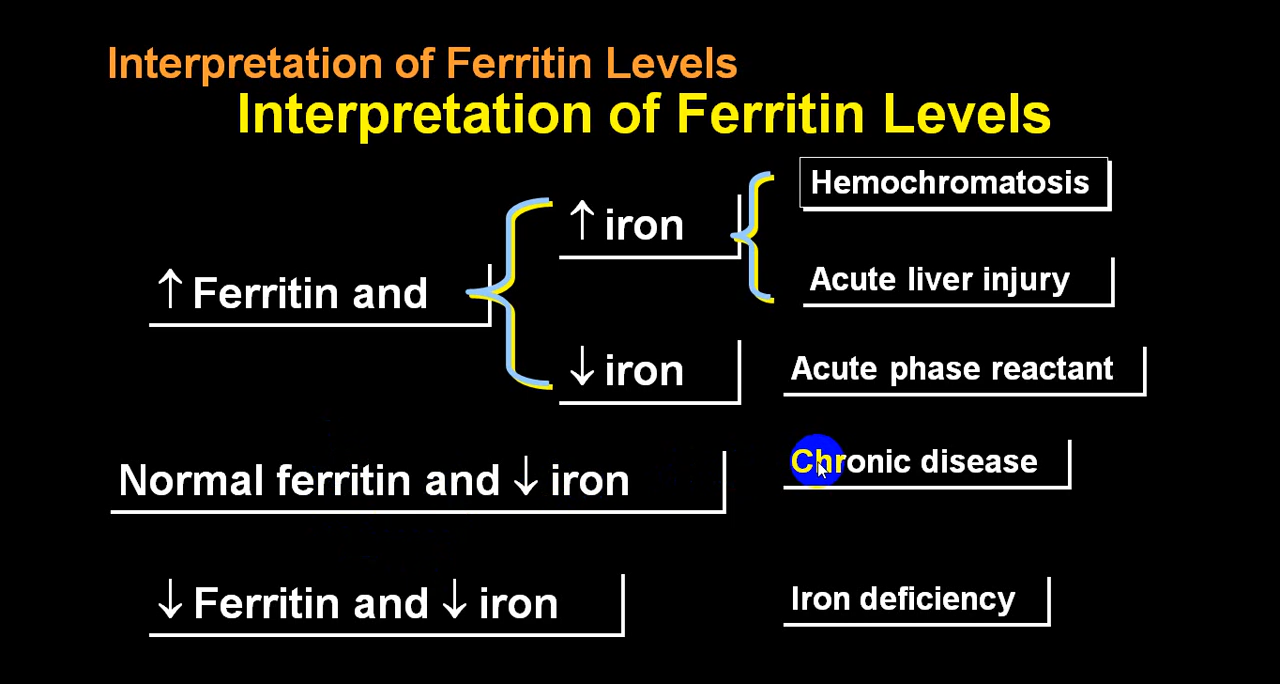 Interpretation of Ferritin Levels
Interpretation of Ferritin Levels
Hemochromatosis
↑ iron
Acute liver injury
↑ Ferritin and
↓ iron
Acute phase reactant
Normal ferritin and ↓ iron
Chronic disease
↓ Ferritin and ↓ iron
Iron deficiency